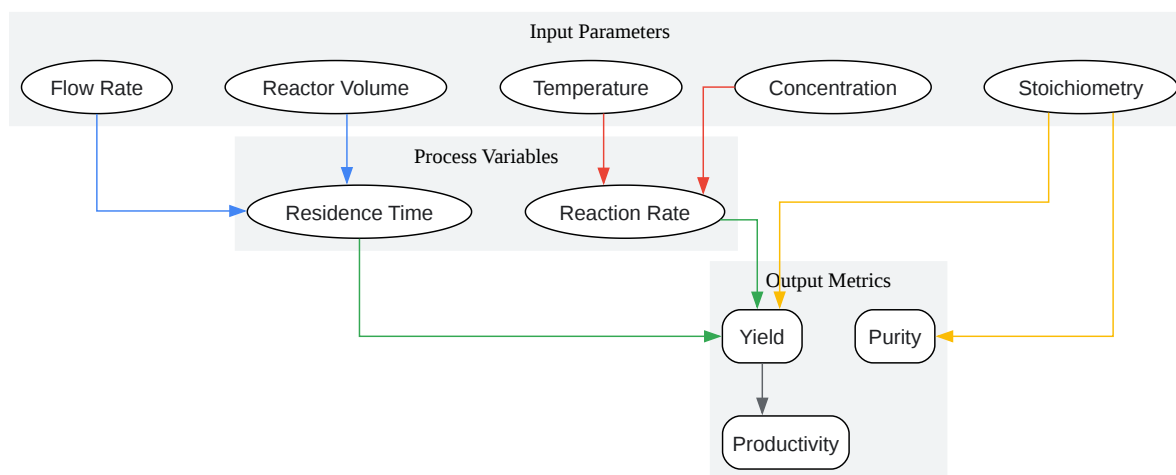 Input Parameters
Flow Rate
Reactor Volume
Temperature
Concentration
Stoichiometry
Process Variables
Residence Time
Reaction Rate
Output Metrics
Yield
Purity
Productivity